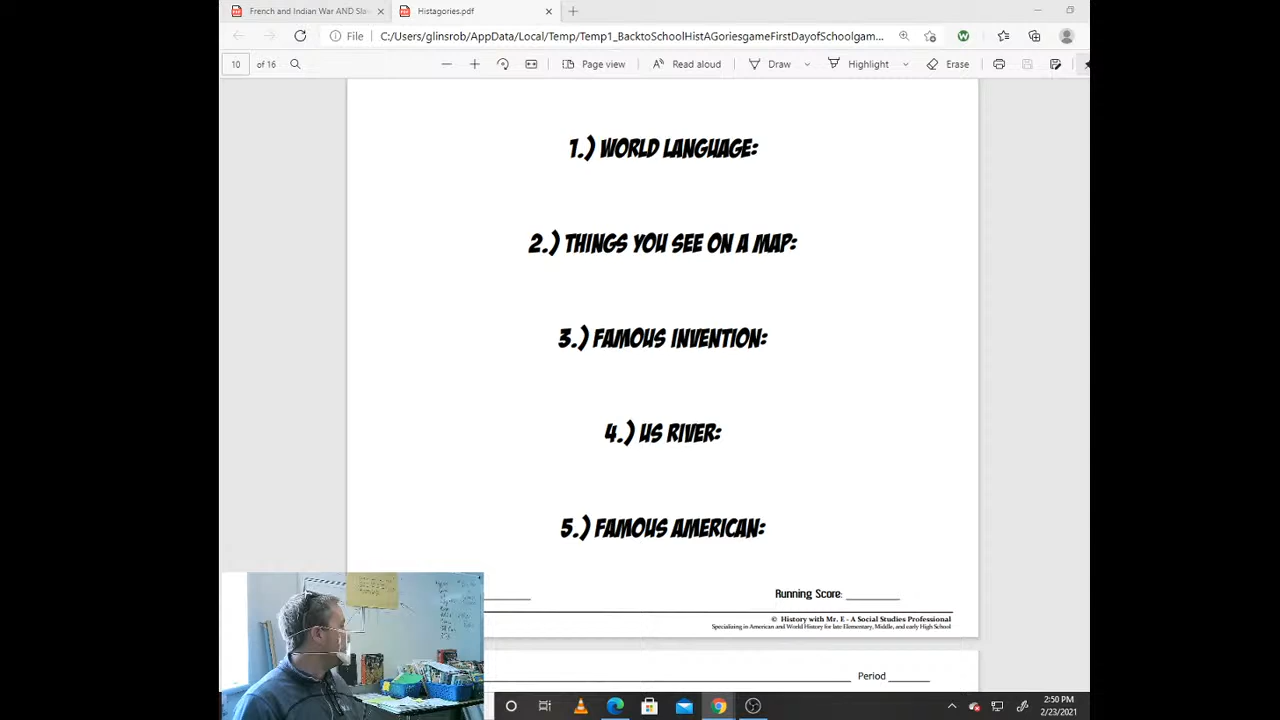 French and Indian War AND Sla
Histagories.pdf
File
C:/Users/glinsrob/AppData/Local/Temp/Temp1_BacktoSchoolHistAGoriesgameFirstDayofSchoolgam...
10 of 16
Page view
Read aloud
Draw
Highlight
Erase
1.) WORLD LANGUAGE:
2.) THINGS YOU SEE ON A MAP:
3.) FAMOUS INVENTION:
4.) US RIVER:
5.) FAMOUS AMERICAN:
Running Score:
© History with Mr. E - A Social Studies Professional
Specializing in American and World History for late Elementary, Middle, and early High School
Period
2:50 PM
2/23/2021